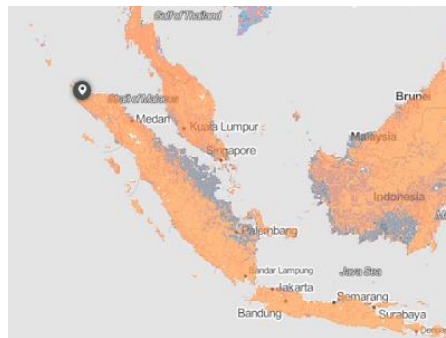 Gulf of Thailand
Strait of Malacca
Medan
Kuala Lumpur
Singapore
Brunei
Malaysia
Indonesia
Palembang
Bandar Lampung
Java Sea
Jakarta
Semarang
Bandung
Surabaya